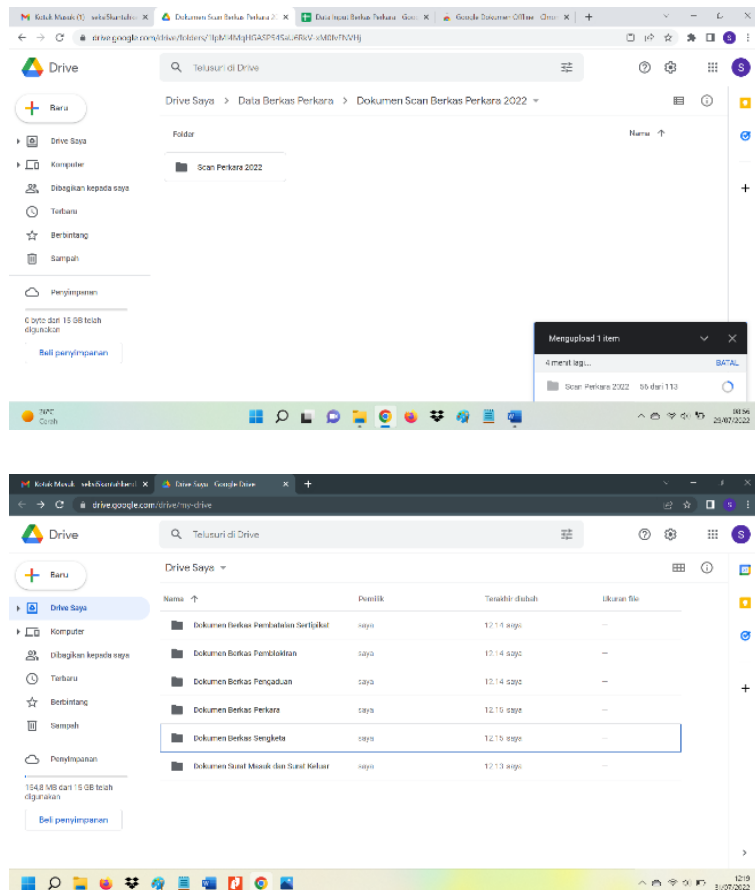 Kotak Masuk (1)
Dokumen Scan Berkas Perkara 2
Data Input Berkas Perkara - Goo
Google Dokumen Offline - Chro
drive.google.com/drive/folders/
Drive
Telusuri di Drive
S
Baru
Drive Saya > Data Berkas Perkara > Dokumen Scan Berkas Perkara 2022
Folder
Nama
Drive Saya
Komputer
Scan Perkara 2022
Dibagikan kepada saya
Terbaru
Berbintang
Sampah
Penyimpanan
0 byte dari 15 GB telah
digunakan
Beli penyimpanan
Mengupload 1 item
4 menit lagi...
BATAL
Scan Perkara 2022 56 dari 113
Cerah
08.56
29/07/2022
Kotak Masuk
Drive Saya - Google Drive
drive.google.com/drive/my-drive
Drive
Telusuri di Drive
S
Baru
Drive Saya
Nama
Pemilik
Terakhir diubah
Ukuran file
Drive Saya
Komputer
Dokumen Berkas Pembatalan Sertipikat saya 12.14 saya —
Dibagikan kepada saya
Dokumen Berkas Pemblokiran saya 12.14 saya —
Terbaru
Dokumen Berkas Pengaduan saya 12.14 saya —
Berbintang
Dokumen Berkas Perkara saya 12.15 saya —
Sampah
Dokumen Berkas Sengketa saya 12.15 saya —
Penyimpanan
Dokumen Surat Masuk dan Surat Keluar saya 12.13 saya —
154,8 MB dari 15 GB telah
digunakan
Beli penyimpanan
12.19
31/07/2022